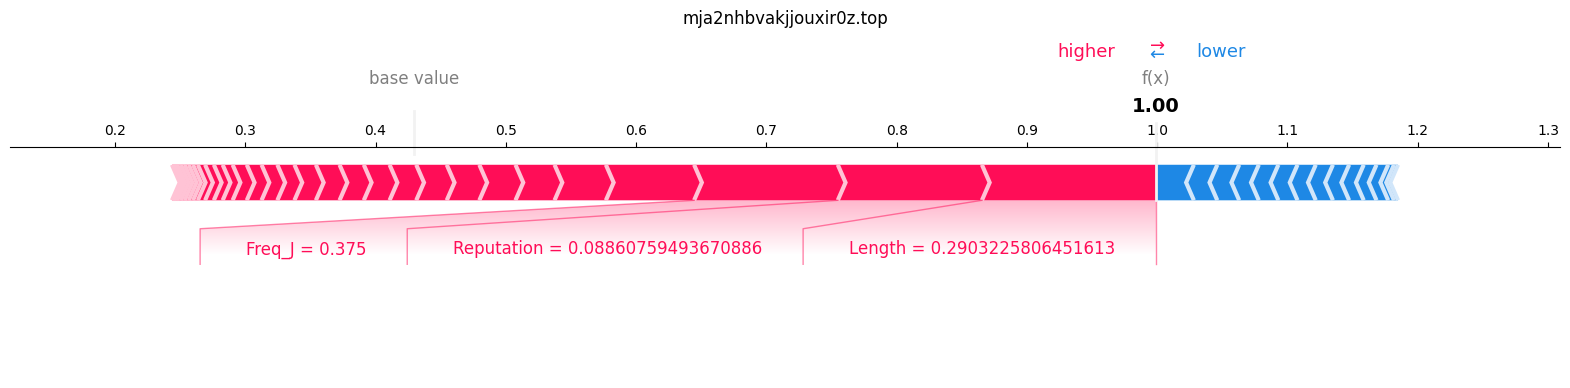 mja2nhbvakjjouxir0z.top
higher ⇄ lower
base value f(x)
1.00
0.2 0.3 0.4 0.5 0.6 0.7 0.8 0.9 1.0 1.1 1.2 1.3
Freq_J = 0.375 Reputation = 0.08860759493670886 Length = 0.2903225806451613